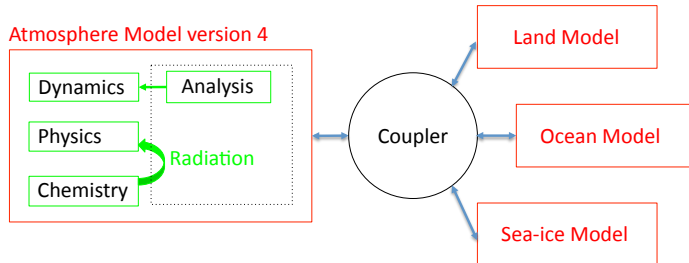 Atmosphere Model version 4
Dynamics
Analysis
Physics
Radiation
Chemistry
Coupler
Land Model
Ocean Model
Sea-ice Model